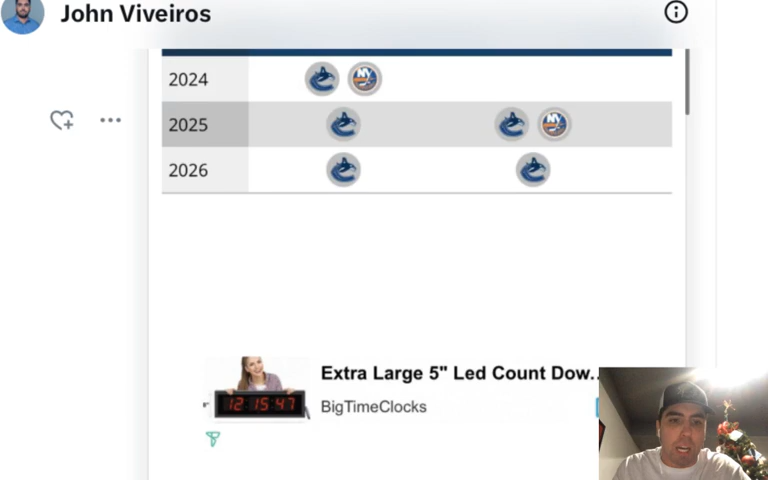 John Viveiros
2024
NY
2025
NY
2026
Extra Large 5" Led Count Dow..
BigTimeClocks
12:15:47